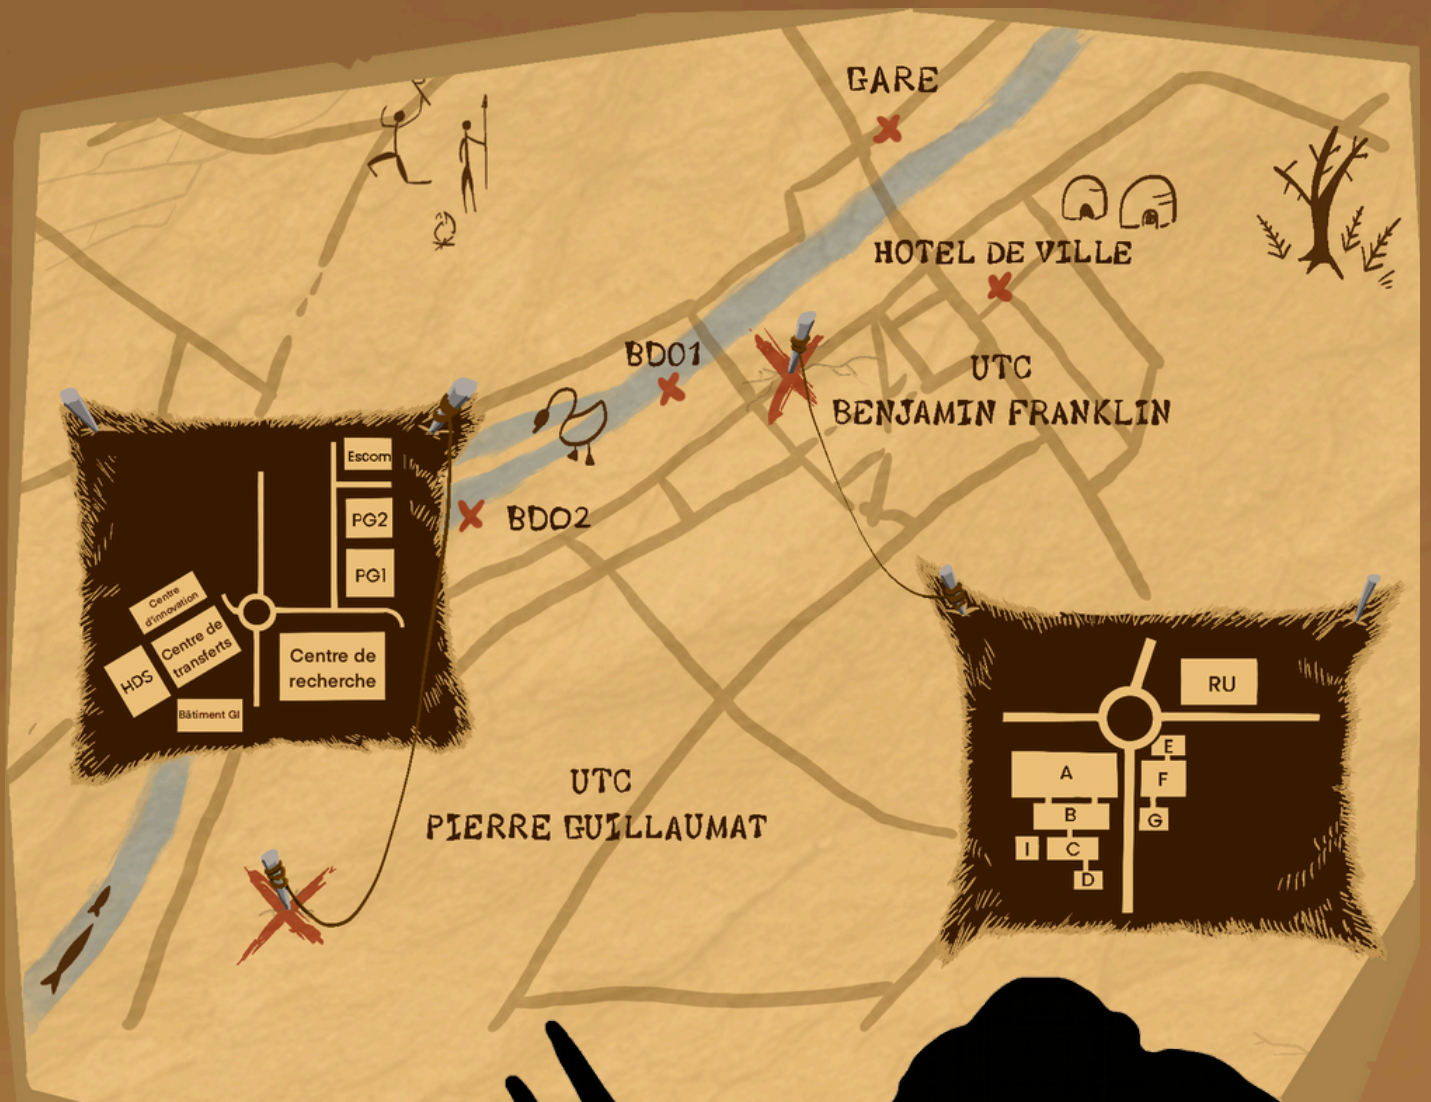 GARE
HOTEL DE VILLE
BDO1
UTC
BENJAMIN FRANKLIN
BDO2
Escom
PG2
PG1
Centre
d'innovation
Centre de
transferts
HDS
Centre de
recherche
Bâtiment GI
UTC
PIERRE GUILLAUMAT
RU
E
A
F
B
G
I
C
D